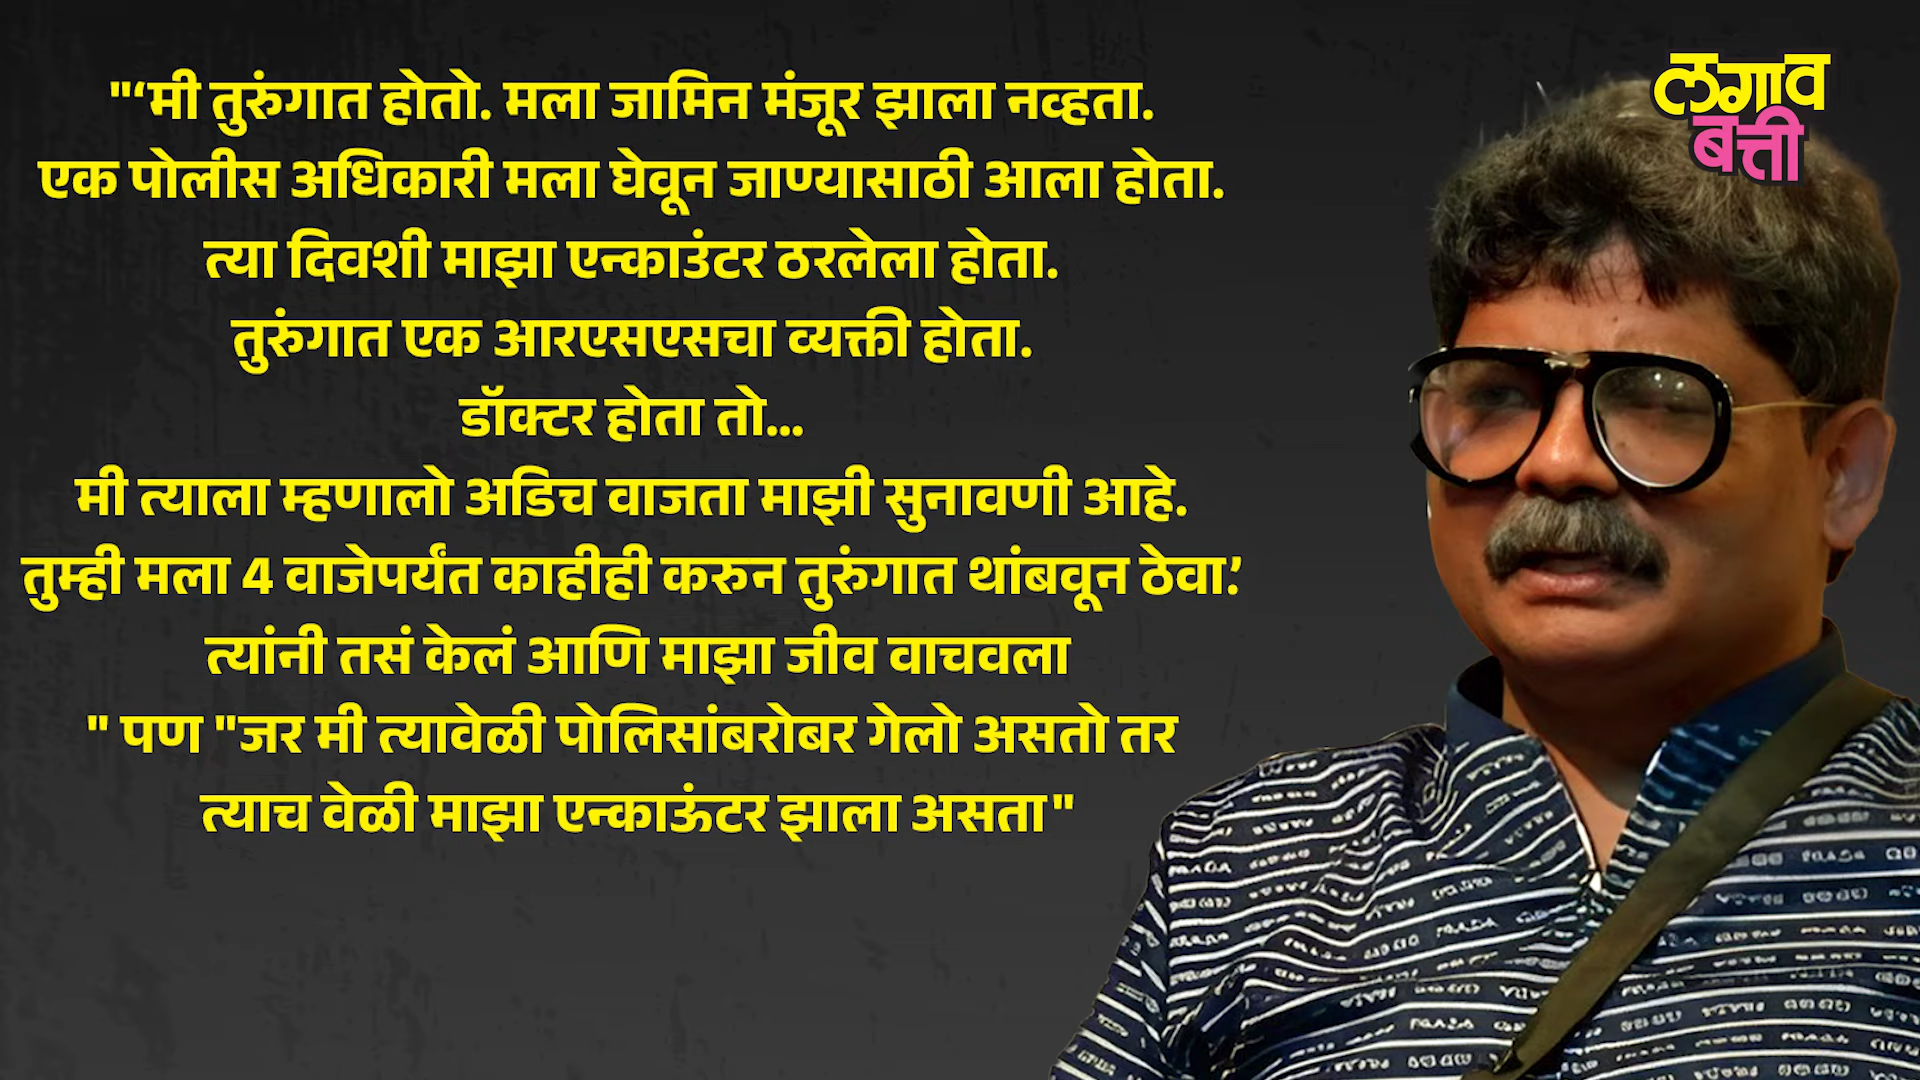 "‘मी तुरुंगात होतो. मला जामिन मंजूर झाला नव्हता.
एक पोलीस अधिकारी मला घेवून जाण्यासाठी आला होता.
त्या दिवशी माझा एन्काउंटर ठरलेला होता.
तुरुंगात एक आरएसएसचा व्यक्ती होता.
डॉक्टर होता तो...
मी त्याला म्हणालो अडिच वाजता माझी सुनावणी आहे.
तुम्ही मला 4 वाजेपर्यंत काहीही करुन तुरुंगात थांबवून ठेवा.’
त्यांनी तसं केलं आणि माझा जीव वाचवला
" पण "जर मी त्यावेळी पोलिसांबरोबर गेलो असतो तर
त्याच वेळी माझा एन्काऊंटर झाला असता"
लगाव
बत्ती